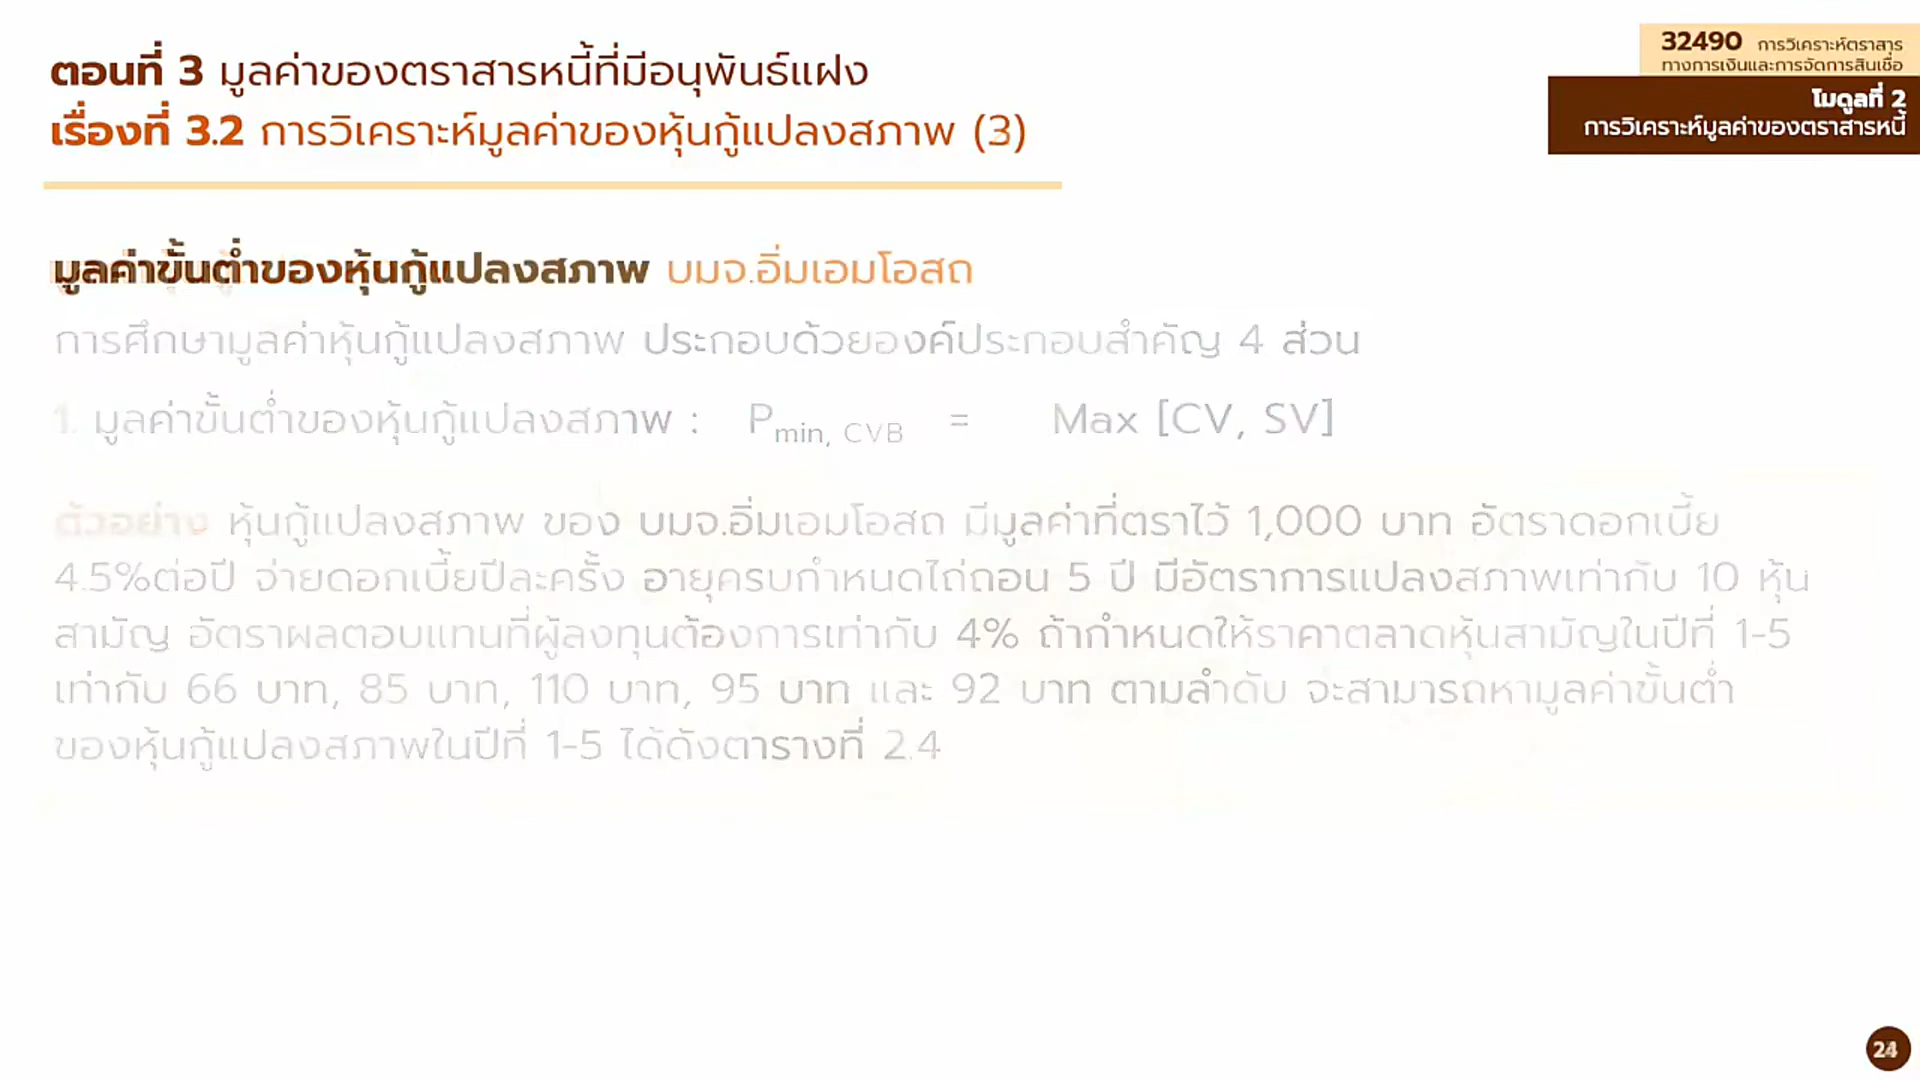 32490 การวิเคราะห์ตราสาร
ทางการเงินและการจัดการสินเชื่อ
โมดูลที่ 2
การวิเคราะห์มูลค่าของตราสารหนี้
ตอนที่ 3 มูลค่าของตราสารหนี้ที่มีอนุพันธ์แฝง
เรื่องที่ 3.2 การวิเคราะห์มูลค่าของหุ้นกู้แปลงสภาพ (3)
มูลค่าขั้นต่ำของหุ้นกู้แปลงสภาพ บมจ.อิ่มเอมโอสถ
การศึกษามูลค่าหุ้นกู้แปลงสภาพ ประกอบด้วยองค์ประกอบสำคัญ 4 ส่วน
1. มูลค่าขั้นต่ำของหุ้นกู้แปลงสภาพ : Pmin, CVB = Max [CV, SV]
ตัวอย่าง หุ้นกู้แปลงสภาพ ของ บมจ.อิ่มเอมโอสถ มีมูลค่าที่ตราไว้ 1,000 บาท อัตราดอกเบี้ย
4.5%ต่อปี จ่ายดอกเบี้ยปีละครั้ง อายุครบกำหนดไถ่ถอน 5 ปี มีอัตราการแปลงสภาพเท่ากับ 10 หุ้น
สามัญ อัตราผลตอบแทนที่ผู้ลงทุนต้องการเท่ากับ 4% ถ้ากำหนดให้ราคาตลาดหุ้นสามัญในปีที่ 1-5
เท่ากับ 66 บาท, 85 บาท, 110 บาท, 95 บาท และ 92 บาท ตามลำดับ จะสามารถหามูลค่าขั้นต่ำ
ของหุ้นกู้แปลงสภาพในปีที่ 1-5 ได้ดังตารางที่ 2.4